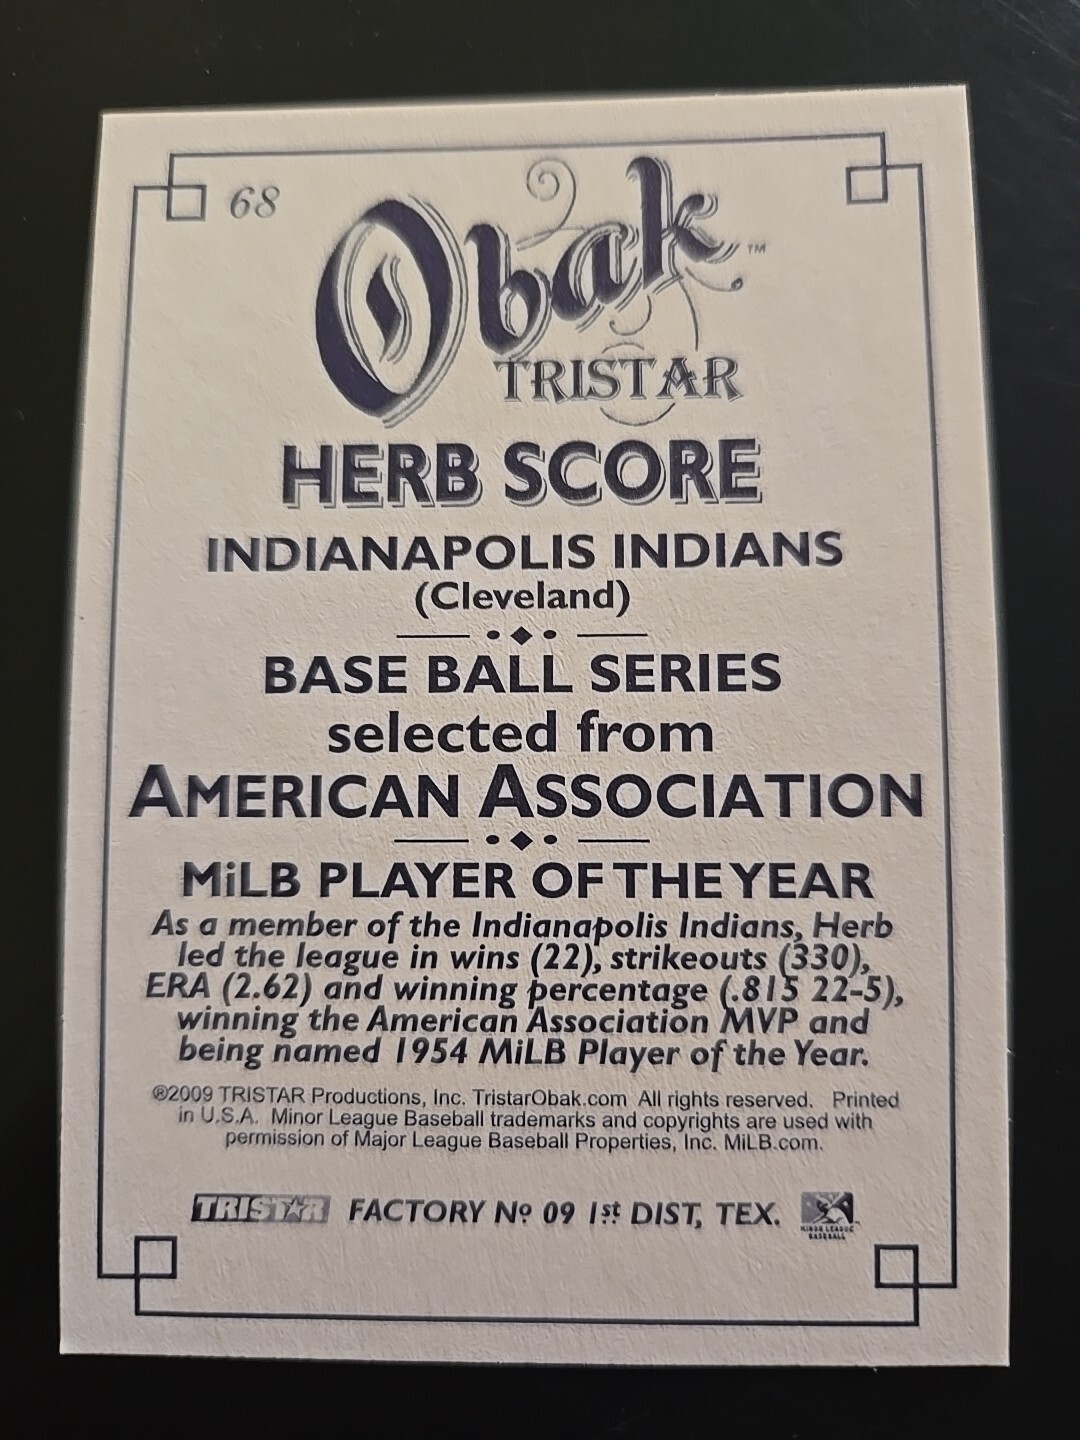 68
Obak™
TRISTAR
HERB SCORE
INDIANAPOLIS INDIANS
(Cleveland)
BASE BALL SERIES
selected from
AMERICAN ASSOCIATION
MiLB PLAYER OF THE YEAR
As a member of the Indianapolis Indians, Herb
led the league in wins (22), strikeouts (330),
ERA (2.62) and winning percentage (.815 22-5),
winning the American Association MVP and
being named 1954 MiLB Player of the Year.
©2009 TRISTAR Productions, Inc. TristarObak.com All rights reserved. Printed
in U.S.A. Minor League Baseball trademarks and copyrights are used with
permission of Major League Baseball Properties, Inc. MiLB.com.
TRISTAR FACTORY Nº 09 1st DIST, TEX.
MINOR LEAGUE
BASEBALL